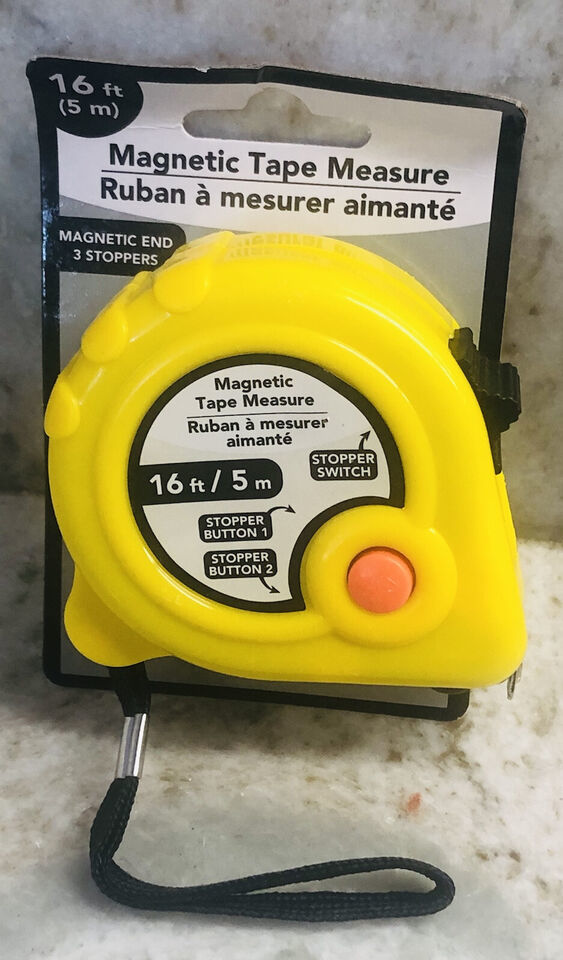 16 ft
(5 m)
Magnetic Tape Measure
Ruban à mesurer aimanté
MAGNETIC END
3 STOPPERS
Magnetic
Tape Measure
Ruban à mesurer
aimanté
STOPPER
SWITCH
16 ft / 5 m
STOPPER
BUTTON 1
STOPPER
BUTTON 2